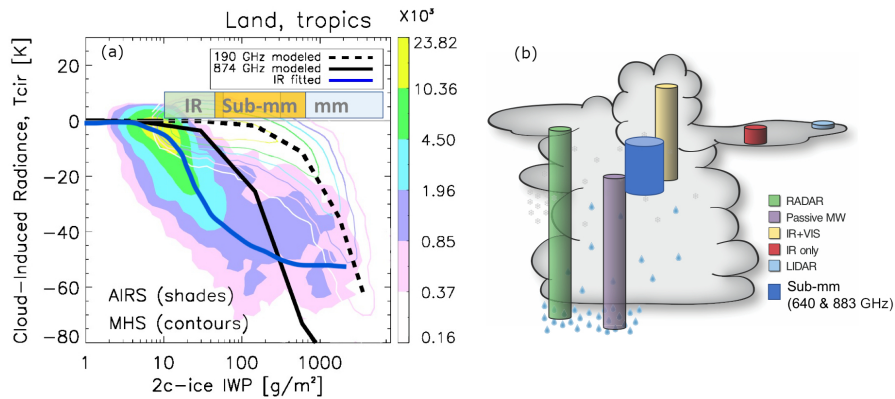 Land, tropics
X10³
(a)
190 GHz modeled
874 GHz modeled
IR fitted
IR Sub-mm mm
Cloud-Induced Radiance, Tcir [K]
20
0
-20
-40
-60
-80
AIRS (shades)
MHS (contours)
1 10 100 1000
2c-ice IWP [g/m²]
23.82
10.36
4.50
1.96
0.85
0.37
0.16
(b)
RADAR
Passive MW
IR+VIS
IR only
LIDAR
Sub-mm
(640 & 883 GHz)